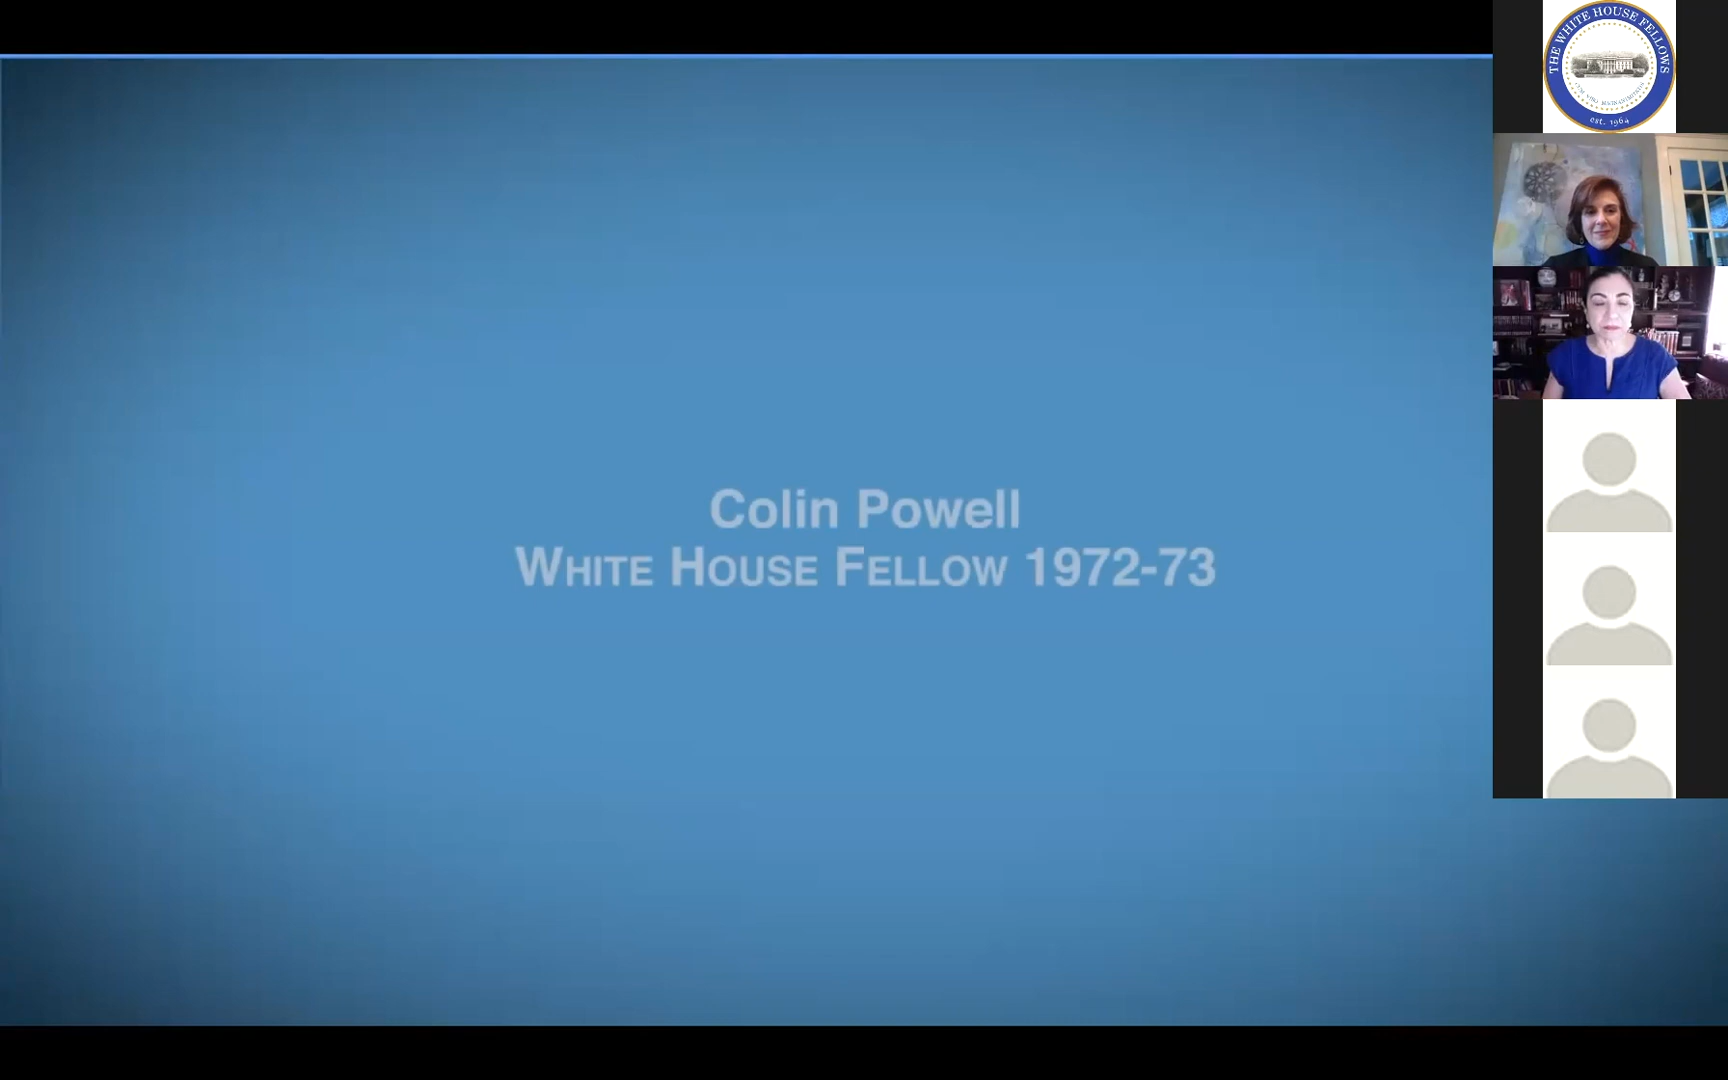 Colin Powell
WHITE HOUSE FELLOW 1972-73
THE WHITE HOUSE FELLOWS
est. 1964